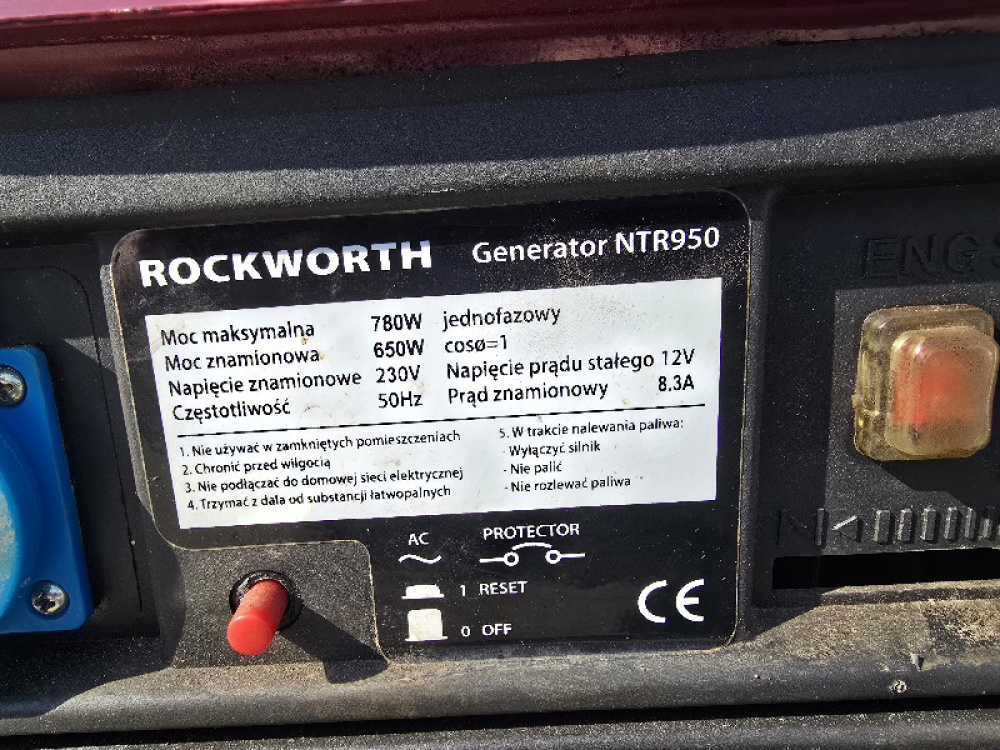 ROCKWORTH Generator NTR950
Moc maksymalna 780W jednofazowy
Moc znamionowa 650W cosø=1
Napięcie znamionowe 230V Napięcie prądu stałego 12V
Częstotliwość 50Hz Prąd znamionowy 8.3A
1. Nie używać w zamkniętych pomieszczeniach
2. Chronić przed wilgocią
3. Nie podłączać do domowej sieci elektrycznej
4. Trzymać z dala od substancji łatwopalnych
5. W trakcie nalewania paliwa:
- Wyłączyć silnik
- Nie palić
- Nie rozlewać paliwa
AC PROTECTOR
1 RESET
0 OFF
CE
ENG